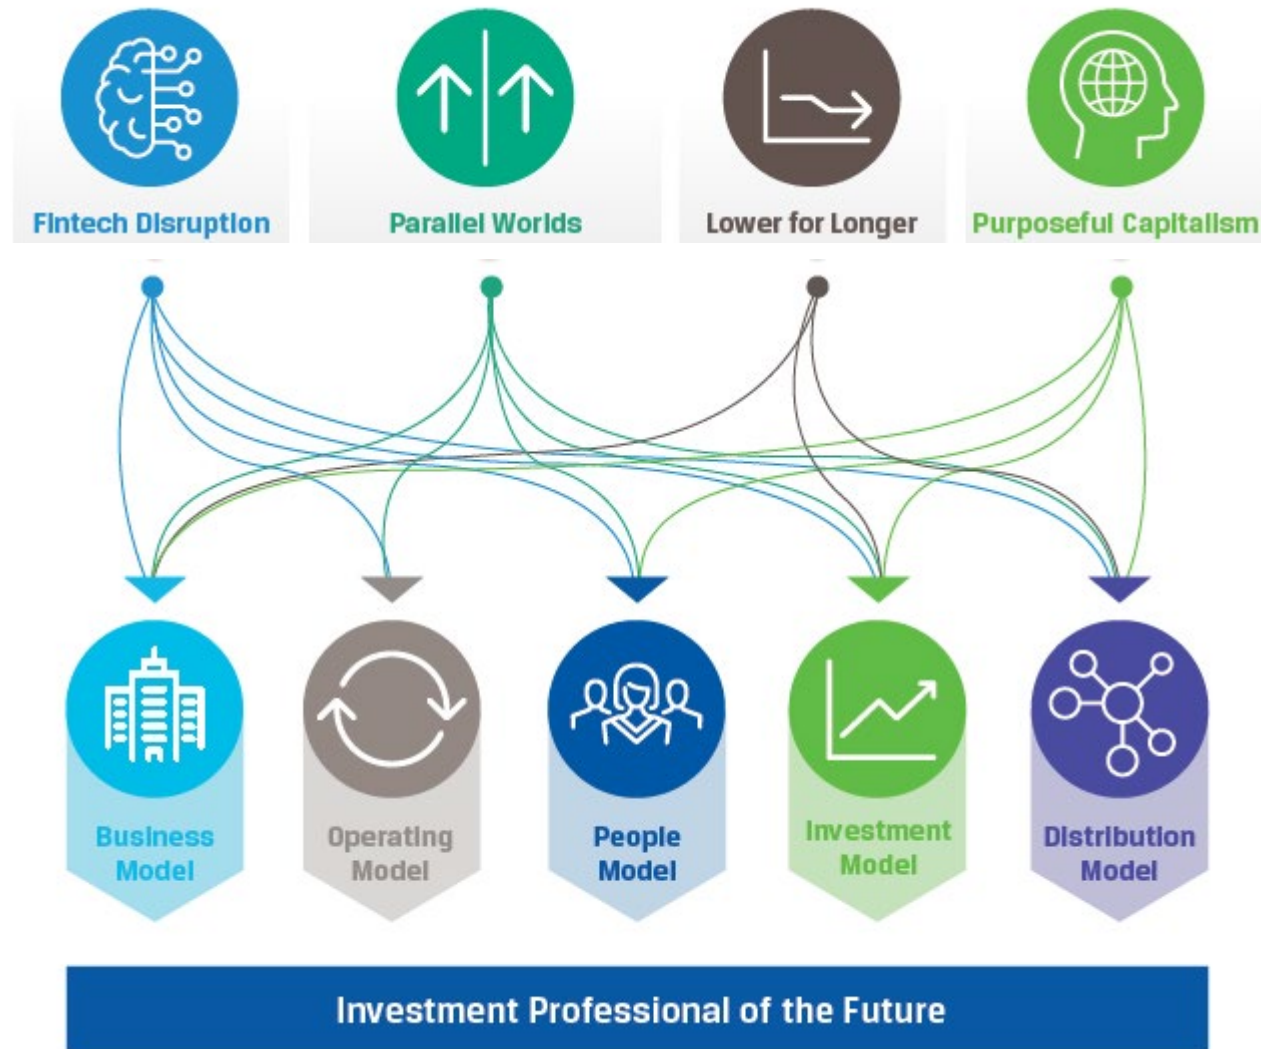 Fintech Disruption
Parallel Worlds
Lower for Longer
Purposeful Capitalism
Business
Model
Operating
Model
People
Model
Investment
Model
Distribution
Model
Investment Professional of the Future